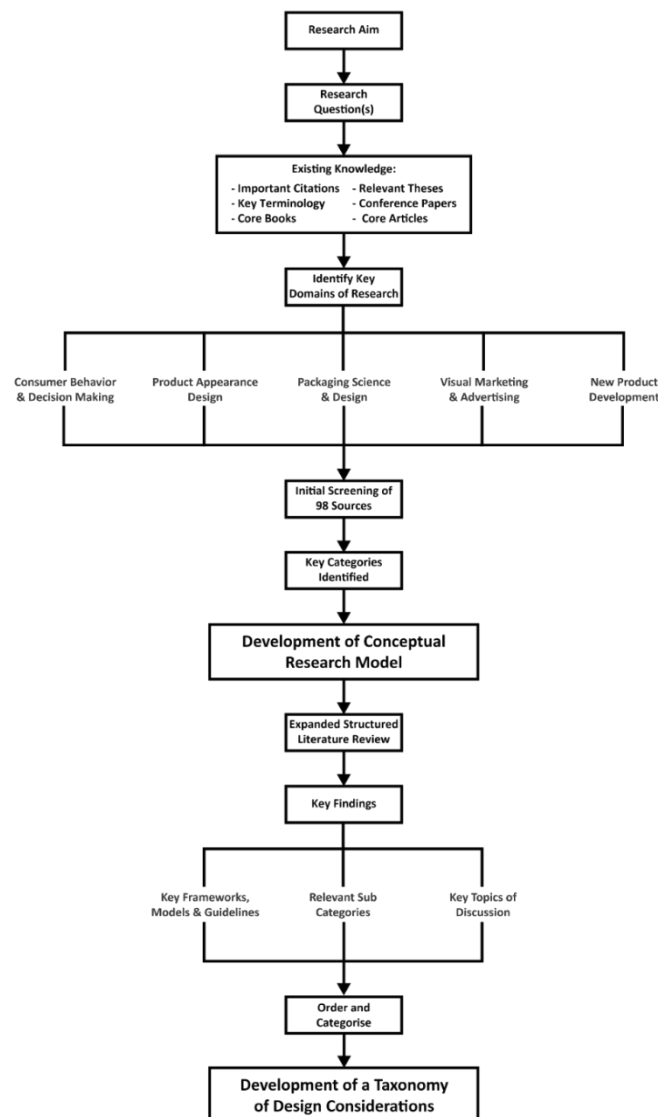 Research Aim
Research
Question(s)
Existing Knowledge:
- Important Citations - Relevant Theses
- Key Terminology - Conference Papers
- Core Books - Core Articles
Identify Key
Domains of Research
Consumer Behavior
& Decision Making
Product Appearance
Design
Packaging Science
& Design
Visual Marketing
& Advertising
New Product
Development
Initial Screening of
98 Sources
Key Categories
Identified
Development of Conceptual
Research Model
Expanded Structured
Literature Review
Key Findings
Key Frameworks,
Models & Guidelines
Relevant Sub
Categories
Key Topics of
Discussion
Order and
Categorise
Development of a Taxonomy
of Design Considerations